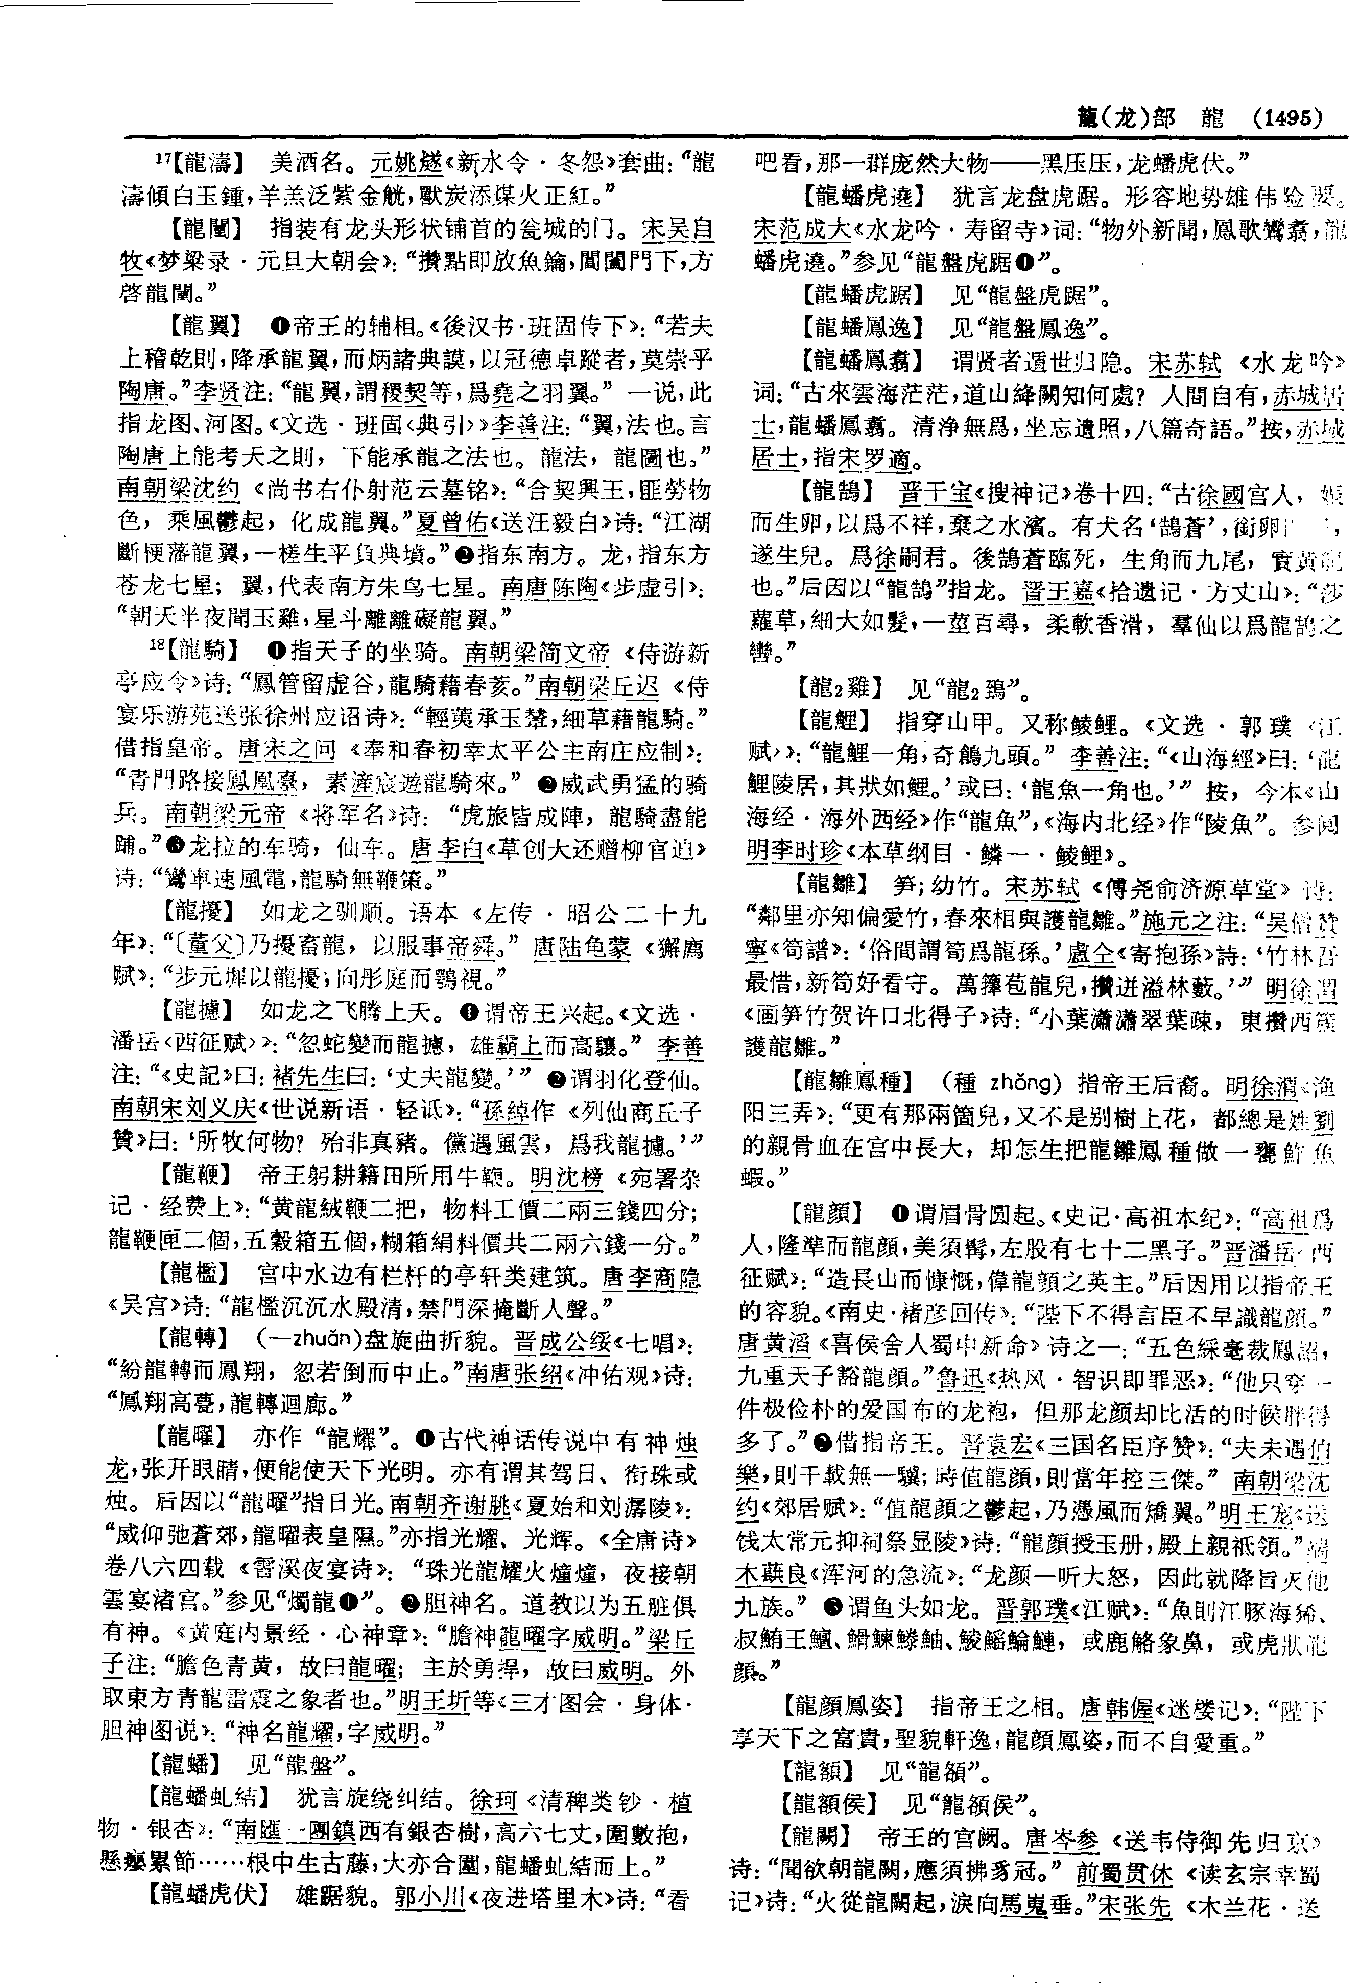 龍(龙)部 龍 (1495)
17【龍濤】 美酒名。元姚燧《新水令·冬怨》套曲:“龍
濤傾白玉鍾,羊羔泛紫金觥,獸炭添煤火正紅。”
【龍闉】 指装有龙头形状铺首的瓮城的门。宋吴自
牧《梦粱录·元旦大朝会》:“攢點即放魚鑰,閶闔門下,方
啓龍闉。”
【龍翼】 ❶帝王的辅相。《後汉书·班固传下》:“若夫
上稽乾則,降承龍翼,而炳諸典謨,以冠德卓蹤者,莫崇乎
陶唐。”李贤注:“龍翼,謂稷契等,爲堯之羽翼。” 一说,此
指龙图、河图。《文选·班固〈典引〉》李善注:“翼,法也。言
陶唐上能考天之則, 下能承龍之法也。龍法,龍圖也。”
南朝梁沈约《尚书右仆射范云墓铭》:“合契興王,匪勞物
色,乘風鬱起,化成龍翼。”夏曾佑《送汪毅白》诗:“江湖
斷梗蕃龍翼,一槎生平負典墳。”❷指东南方。龙,指东方
苍龙七星; 翼,代表南方朱鸟七星。南唐陈陶《步虚引》:
“朝天半夜聞玉雞,星斗離離礙龍翼。”
18【龍騎】 ❶指天子的坐骑。南朝梁简文帝《侍游新
亭应令》诗:“鳳管留虚谷,龍騎藉春荄。”南朝梁丘迟《侍
宴乐游苑送张徐州应诏诗》:“輕荑承玉輦,細草藉龍騎。”
借指皇帝。唐宋之问《奉和春初幸太平公主南庄应制》:
“青門路接鳳凰臺,素滻宸遊龍騎來。” ❷威武勇猛的骑
兵。南朝梁元帝《将军名》诗:“虎旅皆成陣,龍騎盡能
踊。”❸龙拉的车骑,仙车。唐李白《草创大还赠柳官迪》
诗:“鸞車速風電,龍騎無鞭策。”
【龍擾】 如龙之驯顺。语本《左传·昭公二十九
年》:“〔董父〕乃擾畜龍,以服事帝舜。” 唐陆龟蒙《獬廌
赋》:“步元墀以龍擾,向彤庭而鶚視。”
【龍攄】 如龙之飞腾上天。❶谓帝王兴起。《文选·
潘岳〈西征赋〉》:“忽蛇變而龍攄,雄霸上而高驤。” 李善
注:“《史記》曰:褚先生曰:‘丈夫龍變。’” ❷谓羽化登仙。
南朝宋刘义庆《世说新语·轻诋》:“孫綽作《列仙商丘子
贊》曰:‘所牧何物? 殆非真豬。儻遇風雲,爲我龍攄。’”
【龍鞭】 帝王躬耕籍田所用牛鞭。明沈榜《宛署杂
记·经费上》:“黄龍絨鞭二把,物料工價二兩三錢四分;
龍鞭匣二個,五穀箱五個,糊箱絹料價共二兩六錢一分。”
【龍檻】 宫中水边有栏杆的亭轩类建筑。唐李商隐
《吴宫》诗:“龍檻沉沉水殿清,禁門深掩斷人聲。”
【龍轉】 (—zhuǎn)盘旋曲折貌。晋成公绥《七唱》:
“紛龍轉而鳳翔,忽若倒而中止。”南唐张绍《冲佑观》诗:
“鳳翔高甍,龍轉迴廊。”
【龍曜】 亦作“龍耀”。❶古代神话传说中有神烛
龙,张开眼睛,便能使天下光明。亦有谓其驾日、衔珠或
烛。后因以“龍曜”指日光。南朝齐谢朓《夏始和刘潺陵》:
“威仰弛蒼郊,龍曜表皇隰。”亦指光耀、光辉。《全唐诗》
卷八六四载《霅溪夜宴诗》:“珠光龍耀火燑燑,夜接朝
雲宴渚宫。”参见“燭龍❶”。❷胆神名。道教以为五脏俱
有神。《黄庭内景经·心神章》:“膽神龍曜字威明。”梁丘
子注:“膽色青黄,故曰龍曜; 主於勇捍,故曰威明。外
取東方青龍雷震之象者也。”明王圻等《三才图会·身体·
胆神图说》:“神名龍耀,字威明。”
【龍蟠】 见“龍盤”。
【龍蟠虬結】 犹言旋绕纠结。徐珂《清稗类钞·植
物·银杏》:“南匯一團鎮西有銀杏樹,高六七丈,圍數抱,
懸癭累節……根中生古藤,大亦合圍,龍蟠虬結而上。”
【龍蟠虎伏】 雄踞貌。郭小川《夜进塔里木》诗:“看
吧看,那一群庞然大物——黑压压,龙蟠虎伏。”
【龍蟠虎遶】 犹言龙盘虎踞。形容地势雄伟险要。
宋范成大《水龙吟·寿留寺》词:“物外新聞,鳳歌鸞翥,龍
蟠虎遶。”参见“龍盤虎踞❶”。
【龍蟠虎踞】 见“龍盤虎踞”。
【龍蟠鳳逸】 见“龍盤鳳逸”。
【龍蟠鳳翥】 谓贤者遁世归隐。宋苏轼《水龙吟》
词:“古來雲海茫茫,道山絳闕知何處? 人間自有,赤城居
士,龍蟠鳳翥。清浄無爲,坐忘遺照,八篇奇語。”按,赤城
居士,指宋罗適。
【龍鵠】 晋干宝《搜神记》卷十四:“古徐國宫人, 娠
而生卵,以爲不祥,棄之水濱。有犬名‘鵠蒼’,銜卵
遂生兒。爲徐嗣君。後鵠蒼臨死,生角而九尾,實黄龍
也。”后因以“龍鵠”指龙。晋王嘉《拾遗记·方丈山》:“莎
蘿草,細大如髮,一莖百尋,柔軟香滑,羣仙以爲龍鵠之
轡。”
【龍2雞】 见“龍2鵶”。
【龍鯉】 指穿山甲。又称鲮鲤。《文选·郭璞〈江
赋〉》:“龍鯉一角,奇鶬九頭。” 李善注:“《山海經》曰:‘龍
鯉陵居,其狀如鯉。’或曰:‘龍魚一角也。’” 按,今本《山
海经·海外西经》作“龍魚”,《海内北经》作“陵魚”。参阅
明李时珍《本草纲目·鳞一·鲮鲤》。
【龍雛】 笋;幼竹。宋苏轼《傅尧俞济源草堂》诗:
“鄰里亦知偏愛竹,春來相與護龍雛。”施元之注:“吴僧贊
寧《筍譜》:‘俗間謂筍爲龍孫。’盧仝《寄抱孫》詩:‘竹林吾
最惜,新筍好看守。萬籜苞龍兒,攢迸溢林藪。’” 明徐渭
《画笋竹贺许口北得子》诗:“小葉瀟瀟翠葉疎,東攢西簇
護龍雛。”
【龍雛鳳種】 (種 zhǒng) 指帝王后裔。明徐渭《渔
阳三弄》:“更有那兩箇兒,又不是别樹上花,都總是姓劉
的親骨血在宫中長大,却怎生把龍雛鳳種做一甕鮓魚
蝦。”
【龍顔】 ❶谓眉骨圆起。《史记·高祖本纪》:“高祖爲
人,隆準而龍顔,美須髯,左股有七十二黑子。”晋潘岳《西
征赋》:“造長山而慷慨,偉龍顔之英主。”后因用以指帝王
的容貌。《南史·褚彦回传》:“陛下不得言臣不早識龍顔。”
唐黄滔《喜侯舍人蜀中新命》诗之一:“五色綵毫裁鳳詔,
九重天子豁龍顔。”鲁迅《热风·智识即罪恶》:“他只穿一
件极俭朴的爱国布的龙袍,但那龙颜却比活的时候胖得
多了。”❷借指帝王。晋袁宏《三国名臣序赞》:“夫未遇伯
樂,則千載無一驥;時值龍顔,則當年控三傑。” 南朝梁沈
约《郊居赋》:“值龍顔之鬱起,乃憑風而矯翼。”明王宠《送
饯太常元抑祠祭显陵》诗:“龍顔授玉册,殿上親祗領。”端
木蕻良《浑河的急流》:“龙颜一听大怒,因此就降旨灭他
九族。” ❸谓鱼头如龙。晋郭璞《江赋》:“魚則江豚海狶、
叔鮪王鱣、䱻鰊鰧鮋、鯪鰩鯩鰱,或鹿觡象鼻,或虎狀龍
顔。”
【龍顔鳳姿】 指帝王之相。唐韩偓《迷楼记》:“陛下
享天下之富貴,聖貌軒逸,龍顔鳳姿,而不自愛重。”
【龍額】 见“龍頟”。
【龍額侯】 见“龍頟侯”。
【龍闕】 帝王的宫阙。唐岑参《送韦侍御先归京》
诗:“聞欲朝龍闕,應須拂豸冠。” 前蜀贯休《读玄宗幸蜀
记》诗:“火從龍闕起,淚向馬嵬垂。”宋张先《木兰花·送